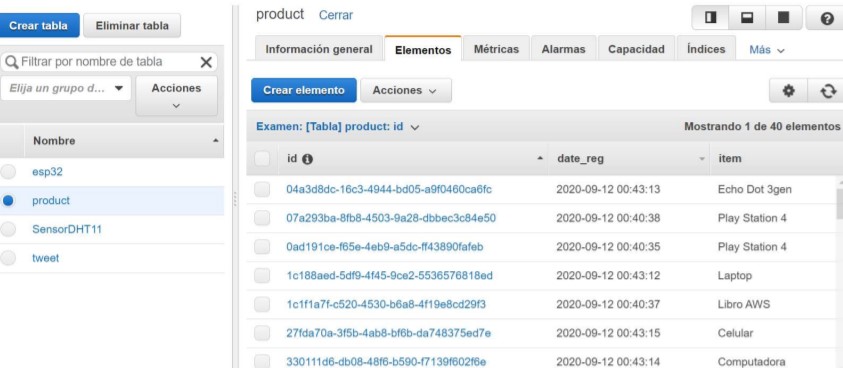 Crear tabla Eliminar tabla
Filtrar por nombre de tabla
Elija un grupo d... Acciones
Nombre
esp32
product
SensorDHT11
tweet
product Cerrar
Información general Elementos Métricas Alarmas Capacidad Índices Más
Crear elemento Acciones
Examen: [Tabla] product: id Mostrando 1 de 40 elementos
id date_reg item
04a3d8dc-16c3-4944-bd05-a9f0460ca6fc 2020-09-12 00:43:13 Echo Dot 3gen
07a293ba-8fb8-4503-9a28-dbbec3c84e50 2020-09-12 00:40:38 Play Station 4
0ad191ce-f65e-4eb9-a5dc-ff43890fafeb 2020-09-12 00:40:35 Play Station 4
1c188aed-5df9-4f45-9ce2-5536576818ed 2020-09-12 00:43:12 Laptop
1c1f1a7f-c520-4530-b6a8-4f19e8cd29f3 2020-09-12 00:40:37 Libro AWS
27fda70a-3f5b-4ab8-bf6b-da748375ed7e 2020-09-12 00:43:15 Celular
330111d6-db08-48f6-b590-f7139f602f6e 2020-09-12 00:43:14 Computadora